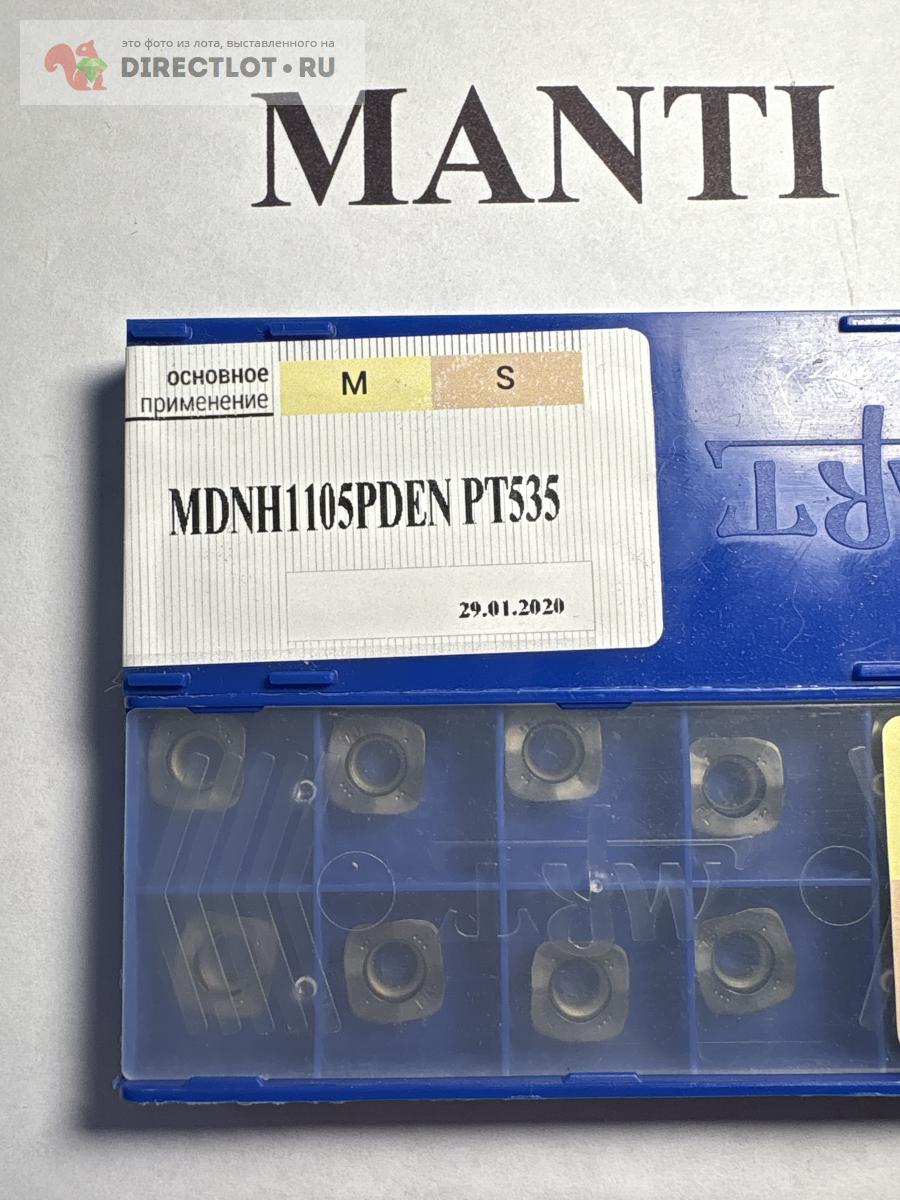 это фото из лота, выставленного на
DIRECTLOT.RU
MANTI
основное
применение
M
S
MDNH1105PDEN PT535
29.01.2020